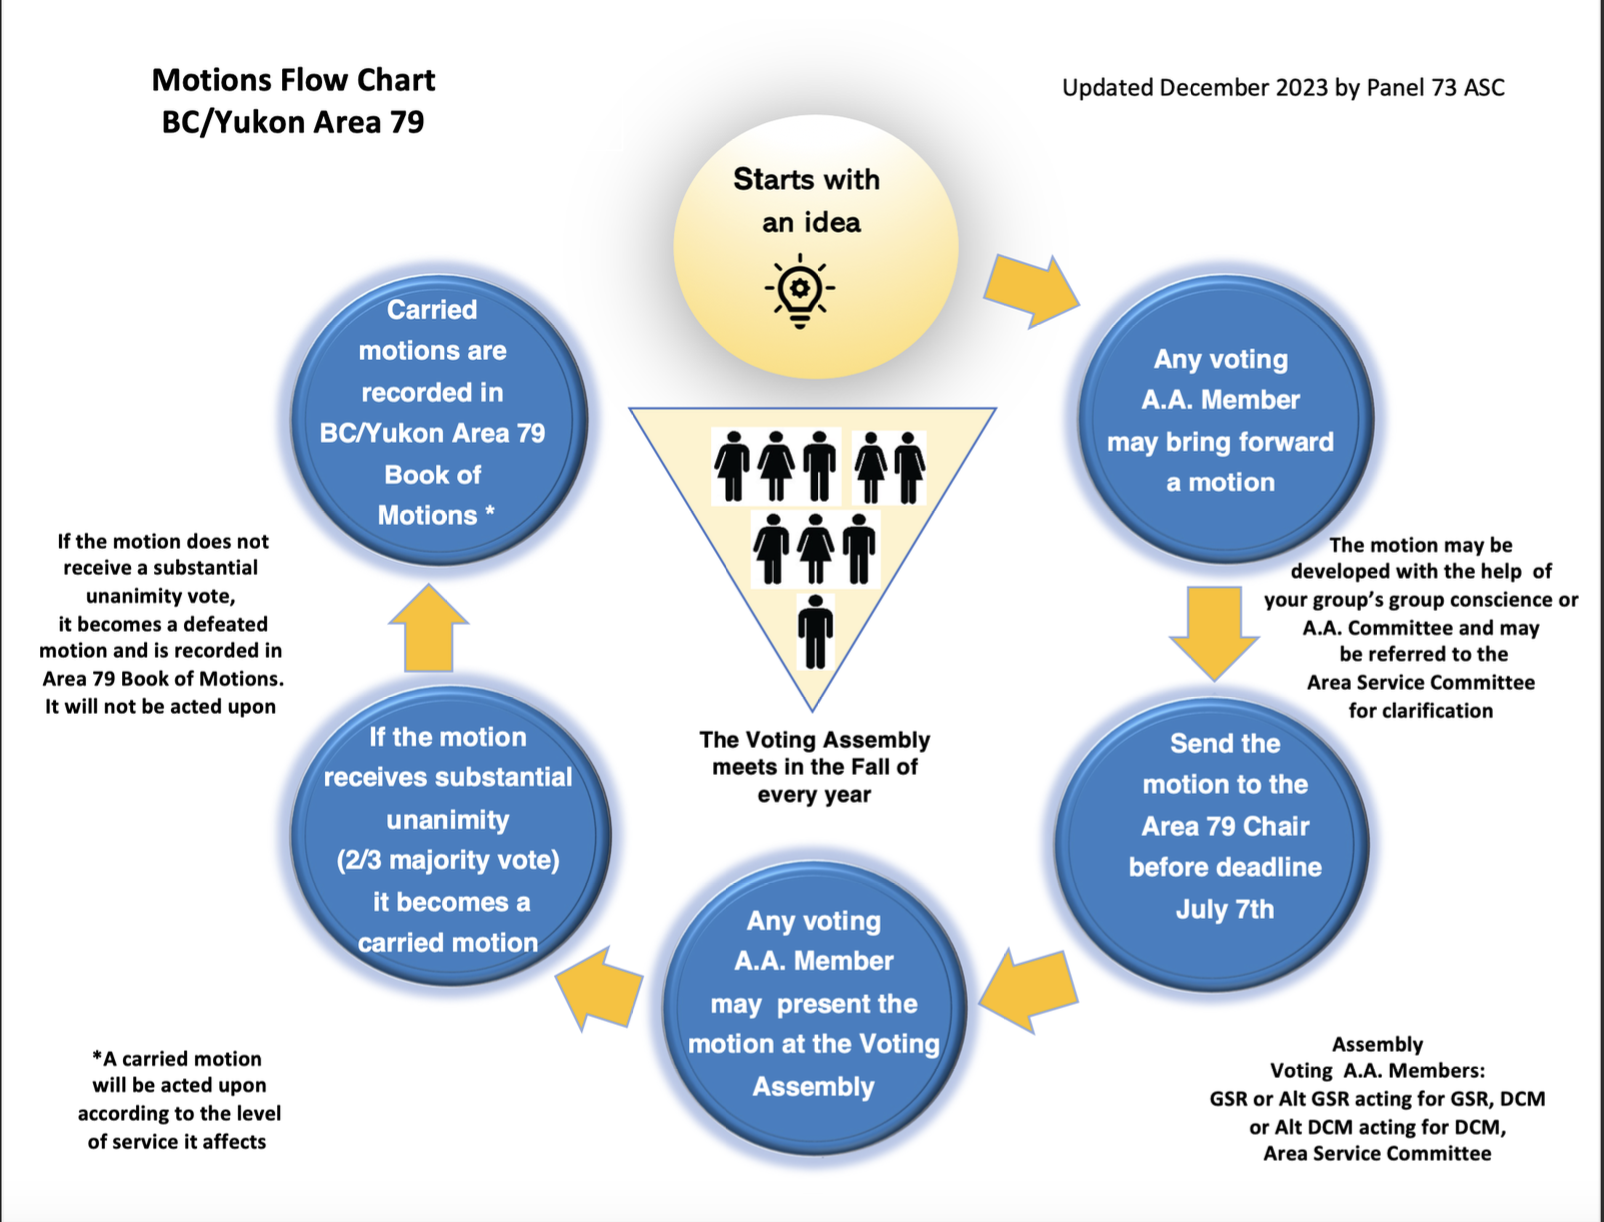 Motions Flow Chart
BC/Yukon Area 79
Updated December 2023 by Panel 73 ASC
Starts with
an idea
Any voting
A.A. Member
may bring forward
a motion
The motion may be
developed with the help of
your group's group conscience or
A.A. Committee and may
be referred to the
Area Service Committee
for clarification
Send the
motion to the
Area 79 Chair
before deadline
July 7th
Assembly
Voting A.A. Members:
GSR or Alt GSR acting for GSR, DCM
or Alt DCM acting for DCM,
Area Service Committee
The Voting Assembly
meets in the Fall of
every year
Any voting
A.A. Member
may present the
motion at the Voting
Assembly
If the motion
receives substantial
unanimity
(2/3 majority vote)
it becomes a
carried motion
If the motion does not
receive a substantial
unanimity vote,
it becomes a defeated
motion and is recorded in
Area 79 Book of Motions.
It will not be acted upon
Carried
motions are
recorded in
BC/Yukon Area 79
Book of
Motions *
*A carried motion
will be acted upon
according to the level
of service it affects